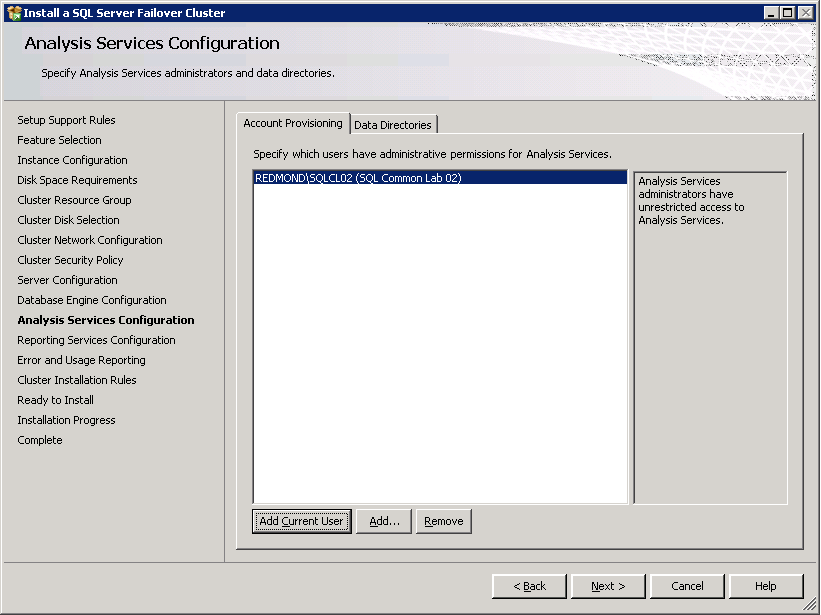 Install a SQL Server Failover Cluster
Analysis Services Configuration
Specify Analysis Services administrators and data directories.
Setup Support Rules
Feature Selection
Instance Configuration
Disk Space Requirements
Cluster Resource Group
Cluster Disk Selection
Cluster Network Configuration
Cluster Security Policy
Server Configuration
Database Engine Configuration
Analysis Services Configuration
Reporting Services Configuration
Error and Usage Reporting
Cluster Installation Rules
Ready to Install
Installation Progress
Complete
Account Provisioning
Data Directories
Specify which users have administrative permissions for Analysis Services.
REDMOND\SQLCL02 (SQL Common Lab 02)
Analysis Services
administrators have
unrestricted access to
Analysis Services.
Add Current User
Add...
Remove
< Back
Next >
Cancel
Help